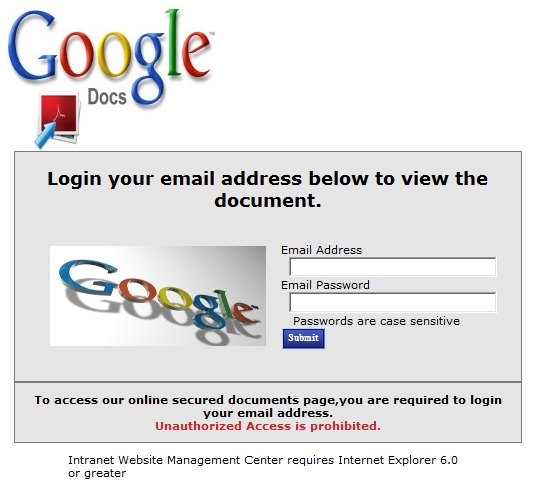 Google™
Docs
Login your email address below to view the
document.
Google™
Email Address
Email Password
Passwords are case sensitive
Submit
To access our online secured documents page,you are required to login
your email address.
Unauthorized Access is prohibited.
Intranet Website Management Center requires Internet Explorer 6.0
or greater